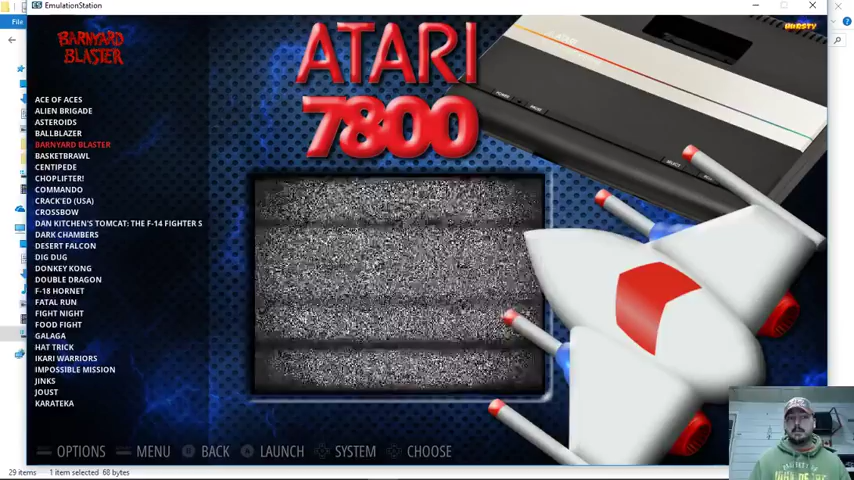 EmulationStation
File
BARNYARD
BLASTER
ATARI
7800
ACE OF ACES
ALIEN BRIGADE
ASTEROIDS
BALLBLAZER
BARNYARD BLASTER
BASKETBRAWL
CENTIPEDE
CHOPLIFTER!
COMMANDO
CRACK'ED (USA)
CROSSBOW
DAN KITCHEN'S TOMCAT: THE F-14 FIGHTER S
DARK CHAMBERS
DESERT FALCON
DIG DUG
DONKEY KONG
DOUBLE DRAGON
F-18 HORNET
FATAL RUN
FIGHT NIGHT
FOOD FIGHT
GALAGA
HAT TRICK
IKARI WARRIORS
IMPOSSIBLE MISSION
JINKS
JOUST
KARATEKA
OPTIONS MENU BACK LAUNCH SYSTEM CHOOSE
29 items 1 item selected 68 bytes